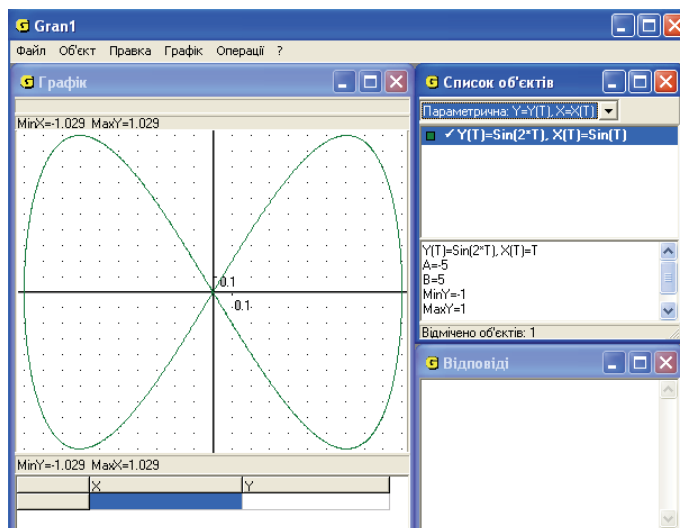 Gran1
Файл Об'єкт Правка Графік Операції ?
Графік
MinX=-1.029 MaxY=1.029
0.1
0.1
MinY=-1.029 MaxX=1.029
X Y
Список об'єктів
Параметрична: Y=Y(T), X=X(T)
Y(T)=Sin(2*T), X(T)=Sin(T)
Y(T)=Sin(2*T), X(T)=T
A=-5
B=5
MinY=-1
MaxY=1
Відмічено об'єктів: 1
Відповіді